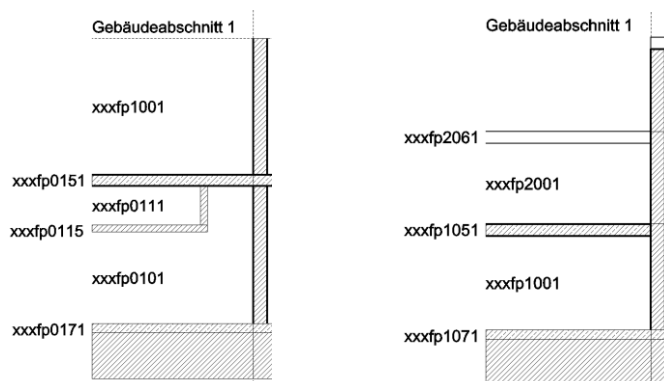 Gebäudeabschnitt 1
xxxfp1001
xxxfp0151
xxxfp0111
xxxfp0115
xxxfp0101
xxxfp0171
Gebäudeabschnitt 1
xxxfp2061
xxxfp2001
xxxfp1051
xxxfp1001
xxxfp1071